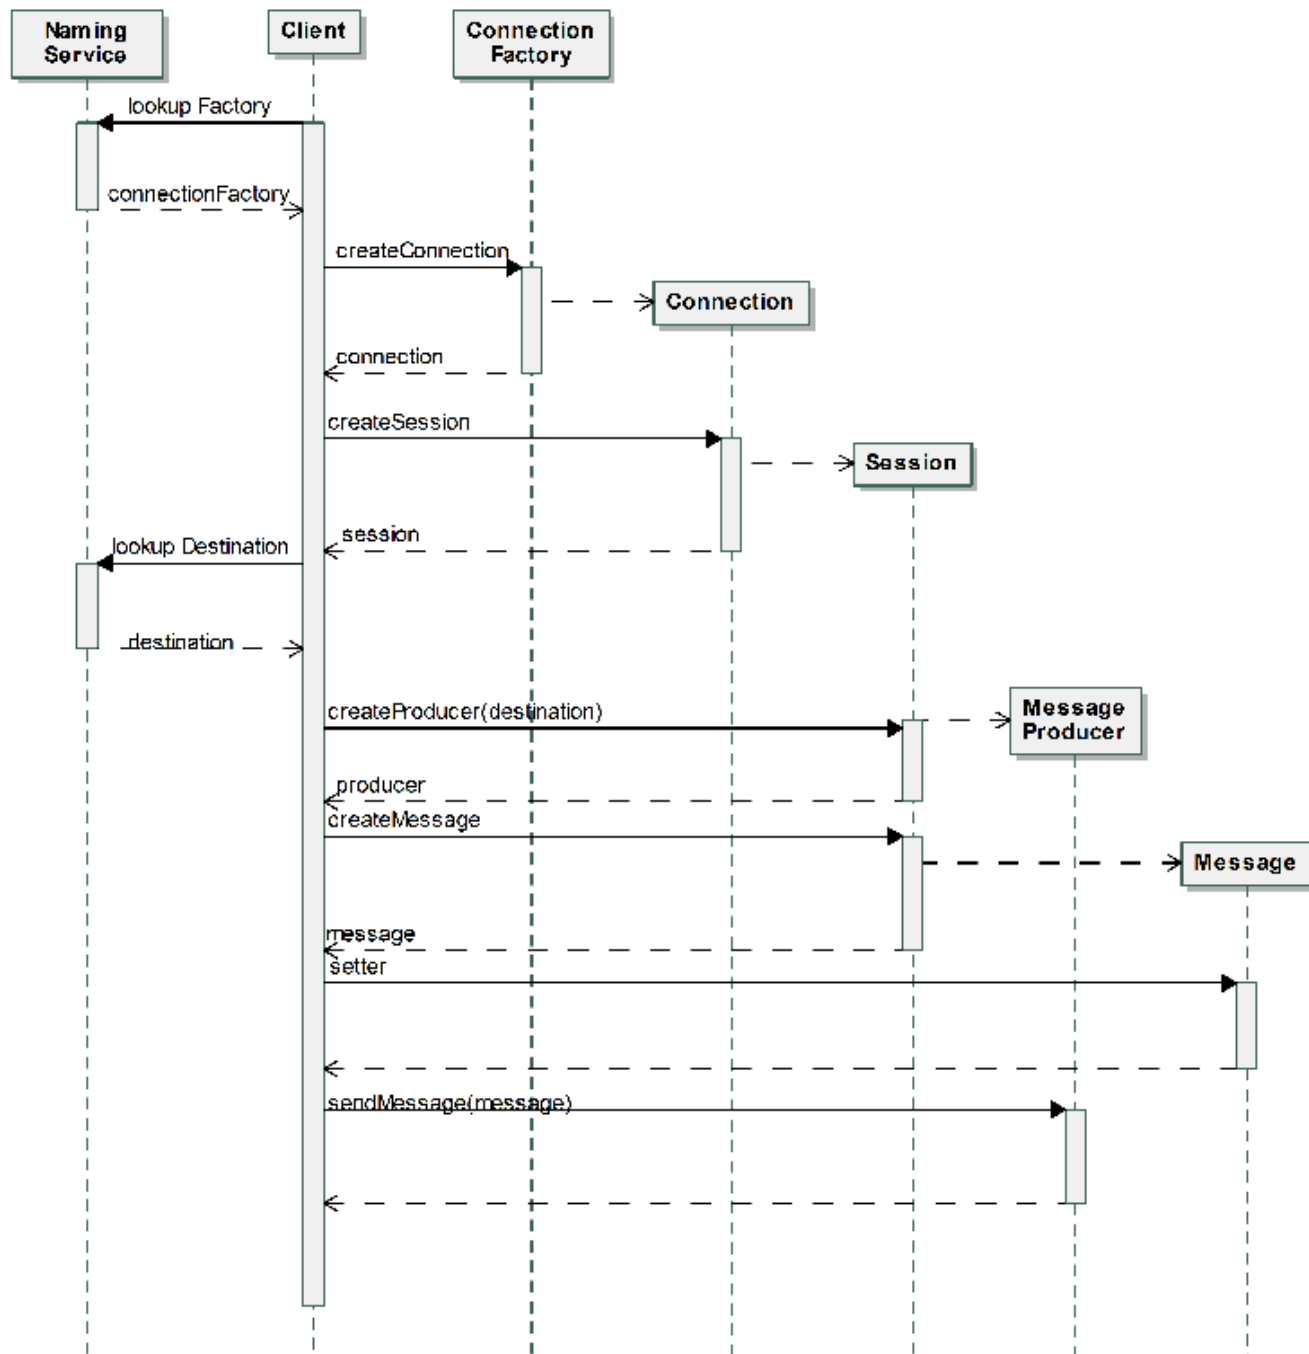 Naming
Service
Client
Connection
Factory
lookup Factory
connectionFactory
createConnection
Connection
connection
createSession
Session
session
lookup Destination
destination
Message
Producer
createProducer(destination)
producer
createMessage
Message
message
setter
sendMessage(message)